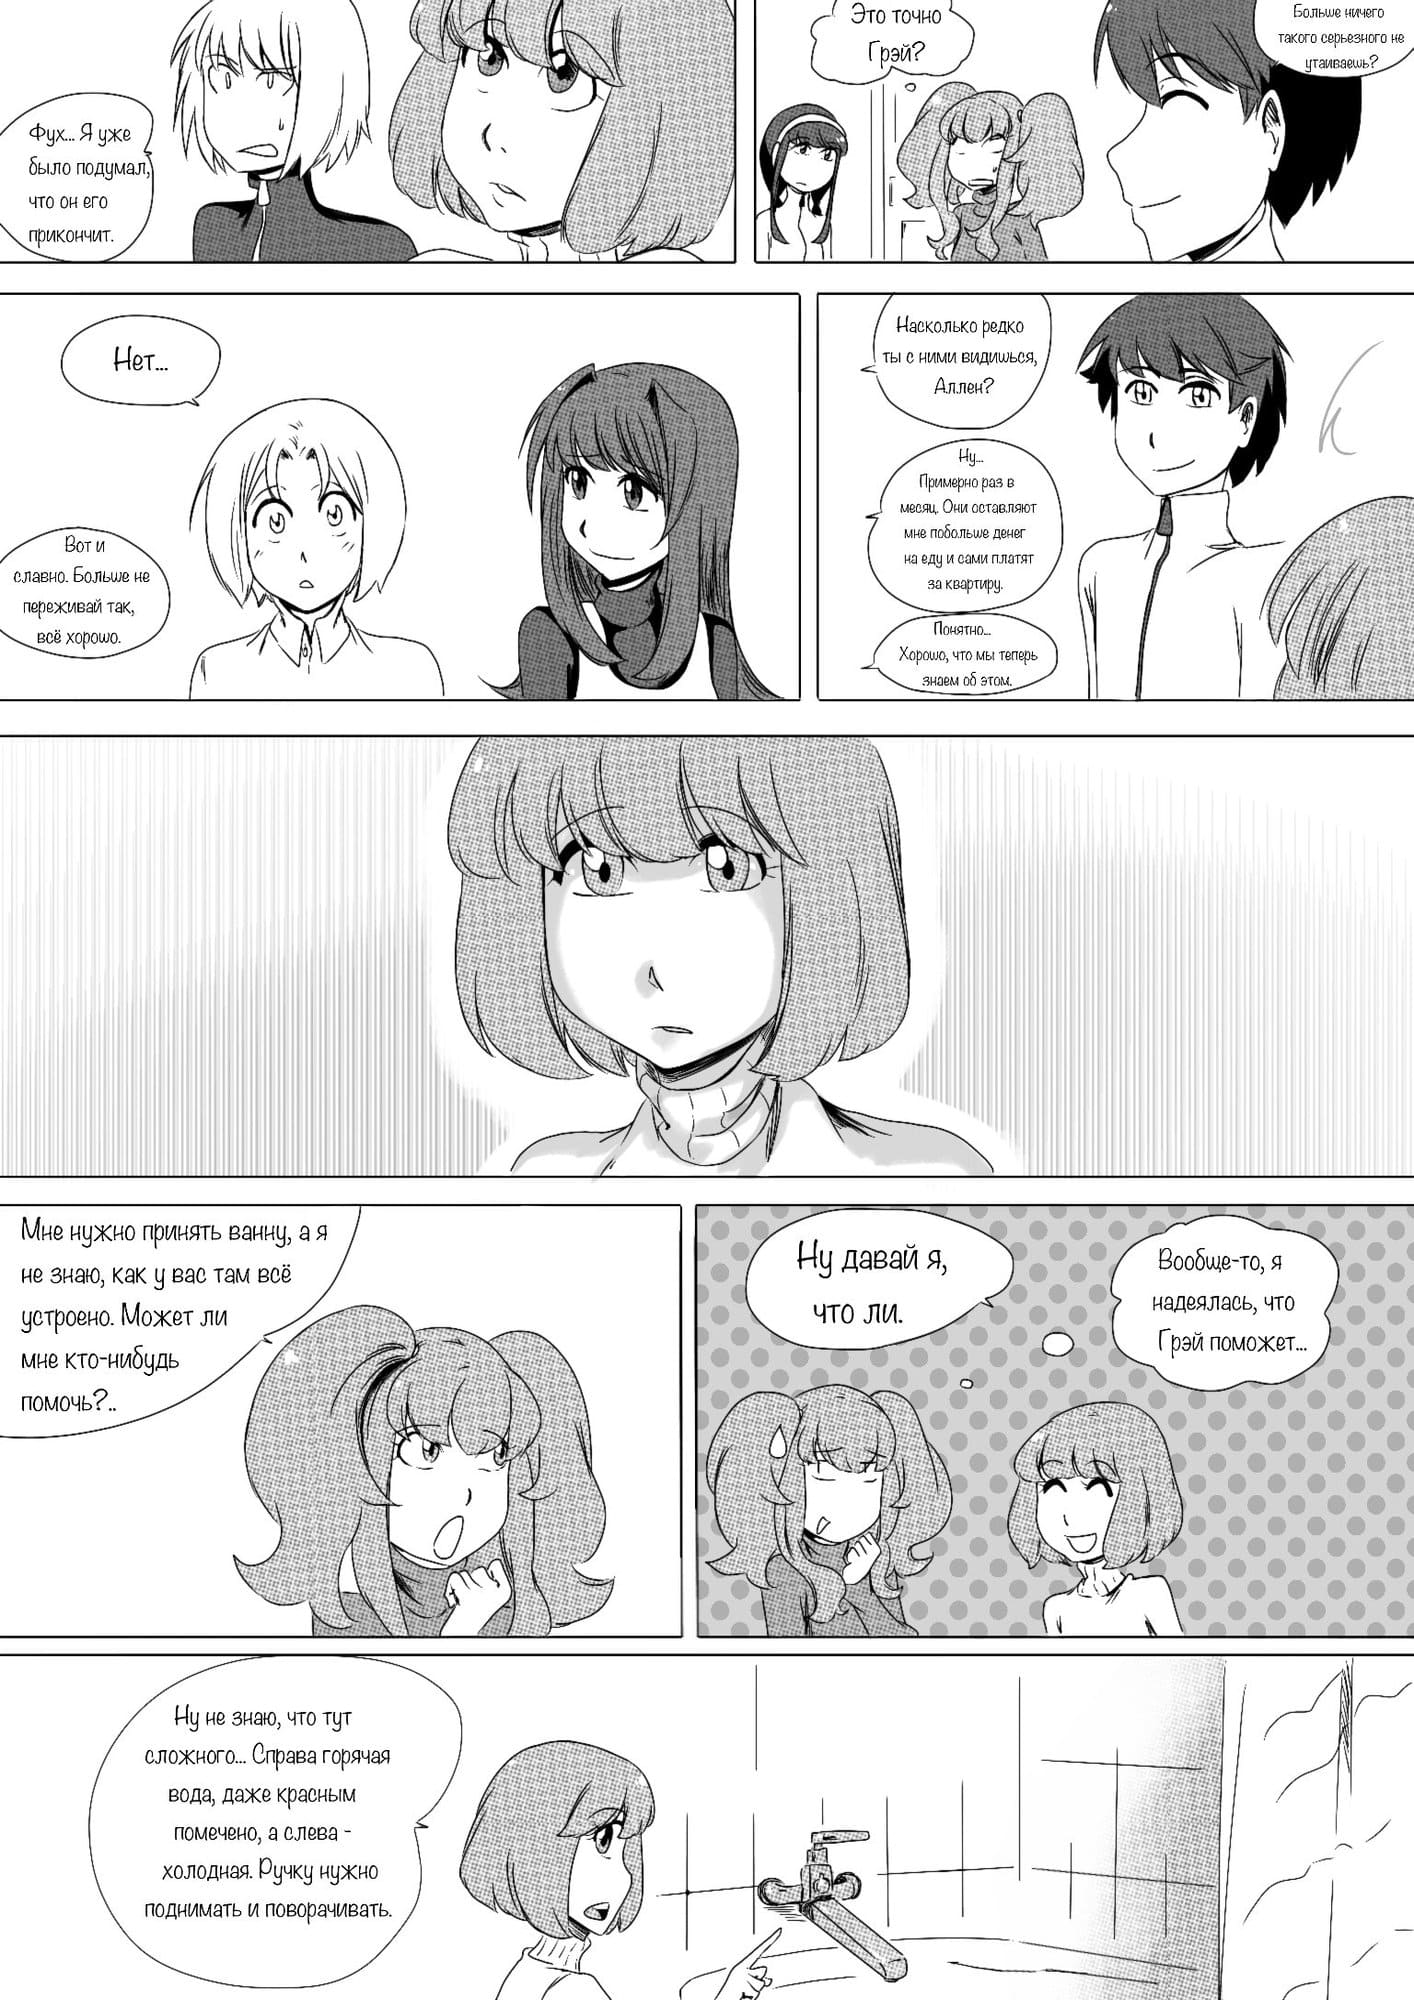 Фух... Я уже
было подумал,
что он его
прикончит.
Это точно
Грэй?
Больше ничего
такого серьезного не
утаиваешь?
Нет...
Вот и
славно. Больше не
переживай так,
всё хорошо.
Насколько редко
ты с ними видишься,
Аллен?
Ну...
Примерно раз в
месяц. Они оставляют
мне побольше денег
на еду и сами платят
за квартиру.
Понятно...
Хорошо, что мы теперь
знаем об этом.
Мне нужно принять ванну, а я
не знаю, как у вас там всё
устроено. Может ли
мне кто-нибудь
помочь?..
Ну давай я,
что ли.
Вообще-то, я
надеялась, что
Грэй поможет...
Ну не знаю, что тут
сложного... Справа горячая
вода, даже красным
помечено, а слева -
холодная. Ручку нужно
поднимать и поворачивать.